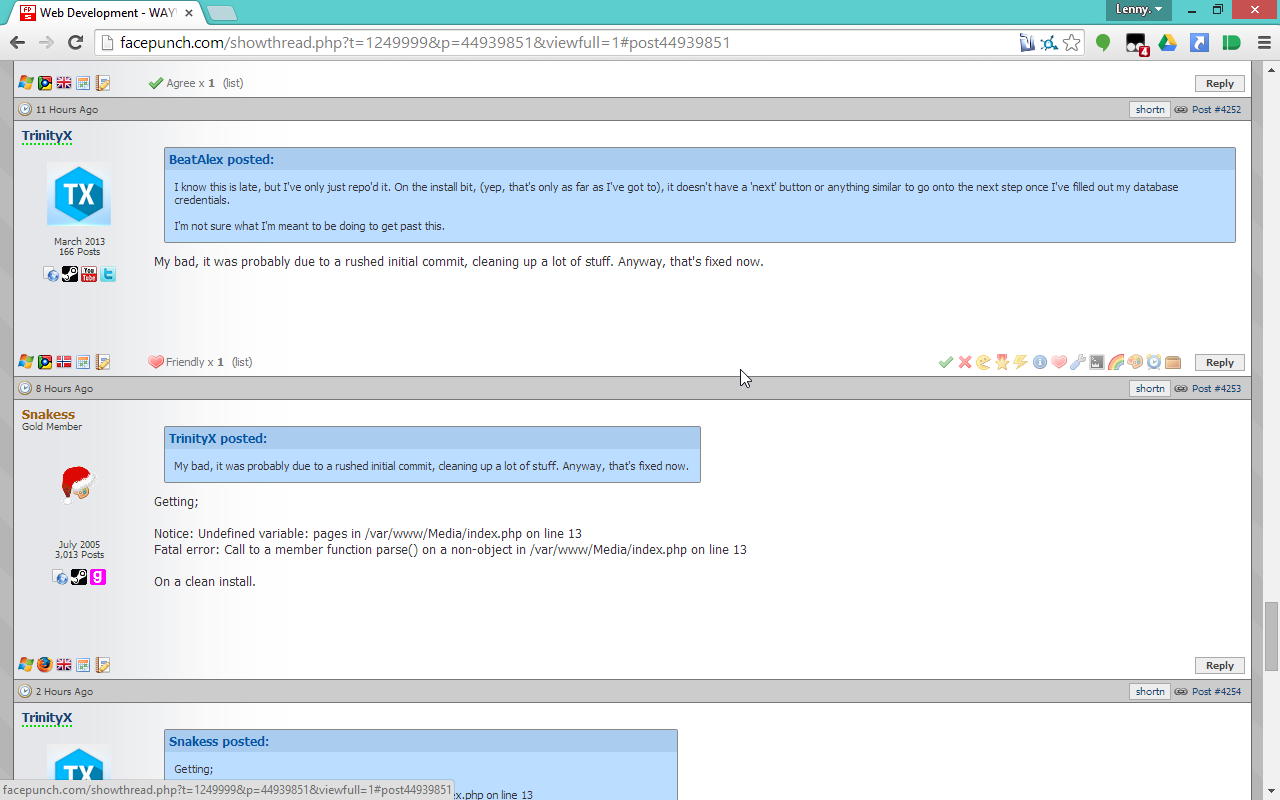 Web Development - WAY
Lenny.
facepunch.com/showthread.php?t=1249999&p=44939851&viewfull=1#post44939851
4
Agree x 1 (list)
Reply
11 Hours Ago
shortn
Post #4252
TrinityX
TX
March 2013
166 Posts
You
Tube
BeatAlex posted:
I know this is late, but I've only just repo'd it. On the install bit, (yep, that's only as far as I've got to), it doesn't have a 'next' button or anything similar to go onto the next step once I've filled out my database
credentials.
I'm not sure what I'm meant to be doing to get past this.
My bad, it was probably due to a rushed initial commit, cleaning up a lot of stuff. Anyway, that's fixed now.
Friendly x 1 (list)
Reply
8 Hours Ago
shortn
Post #4253
Snakess
Gold Member
July 2005
3,013 Posts
TrinityX posted:
My bad, it was probably due to a rushed initial commit, cleaning up a lot of stuff. Anyway, that's fixed now.
Getting;
Notice: Undefined variable: pages in /var/www/Media/index.php on line 13
Fatal error: Call to a member function parse() on a non-object in /var/www/Media/index.php on line 13
On a clean install.
Reply
2 Hours Ago
shortn
Post #4254
TrinityX
TX
Snakess posted:
Getting;
ex.php on line 13
facepunch.com/showthread.php?t=1249999&p=44939851&viewfull=1#post44939851